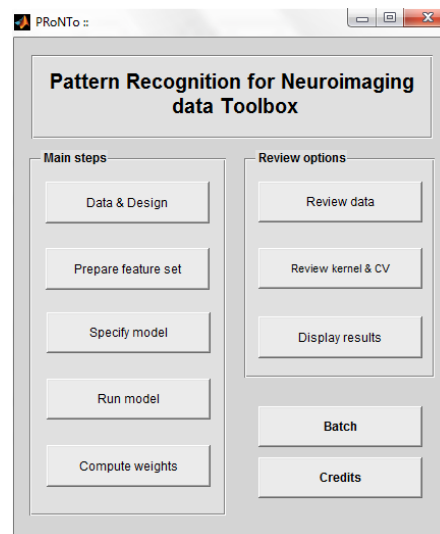 PRoNTo ::
Pattern Recognition for Neuroimaging
data Toolbox
Main steps
Data & Design
Prepare feature set
Specify model
Run model
Compute weights
Review options
Review data
Review kernel & CV
Display results
Batch
Credits